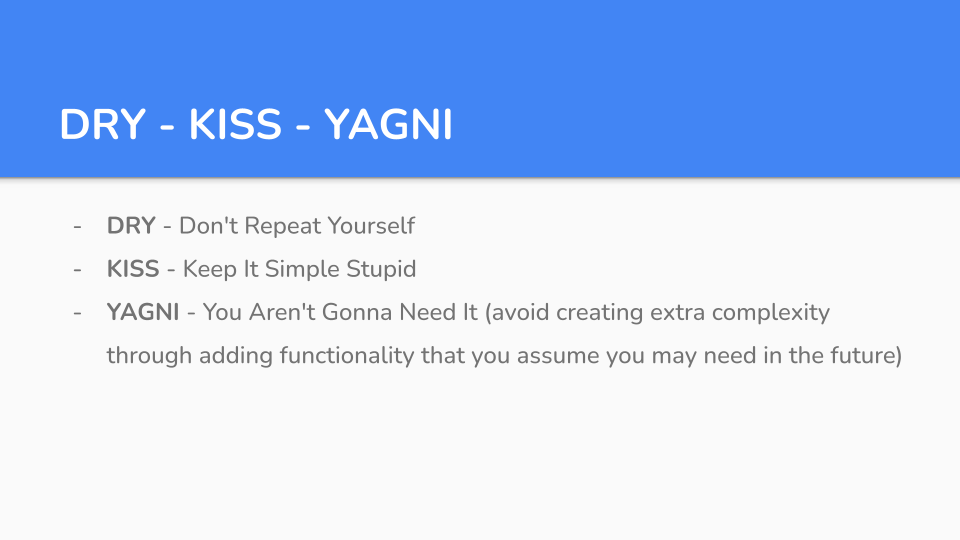 DRY - KISS - YAGNI
- DRY - Don't Repeat Yourself
- KISS - Keep It Simple Stupid
- YAGNI - You Aren't Gonna Need It (avoid creating extra complexity
through adding functionality that you assume you may need in the future)